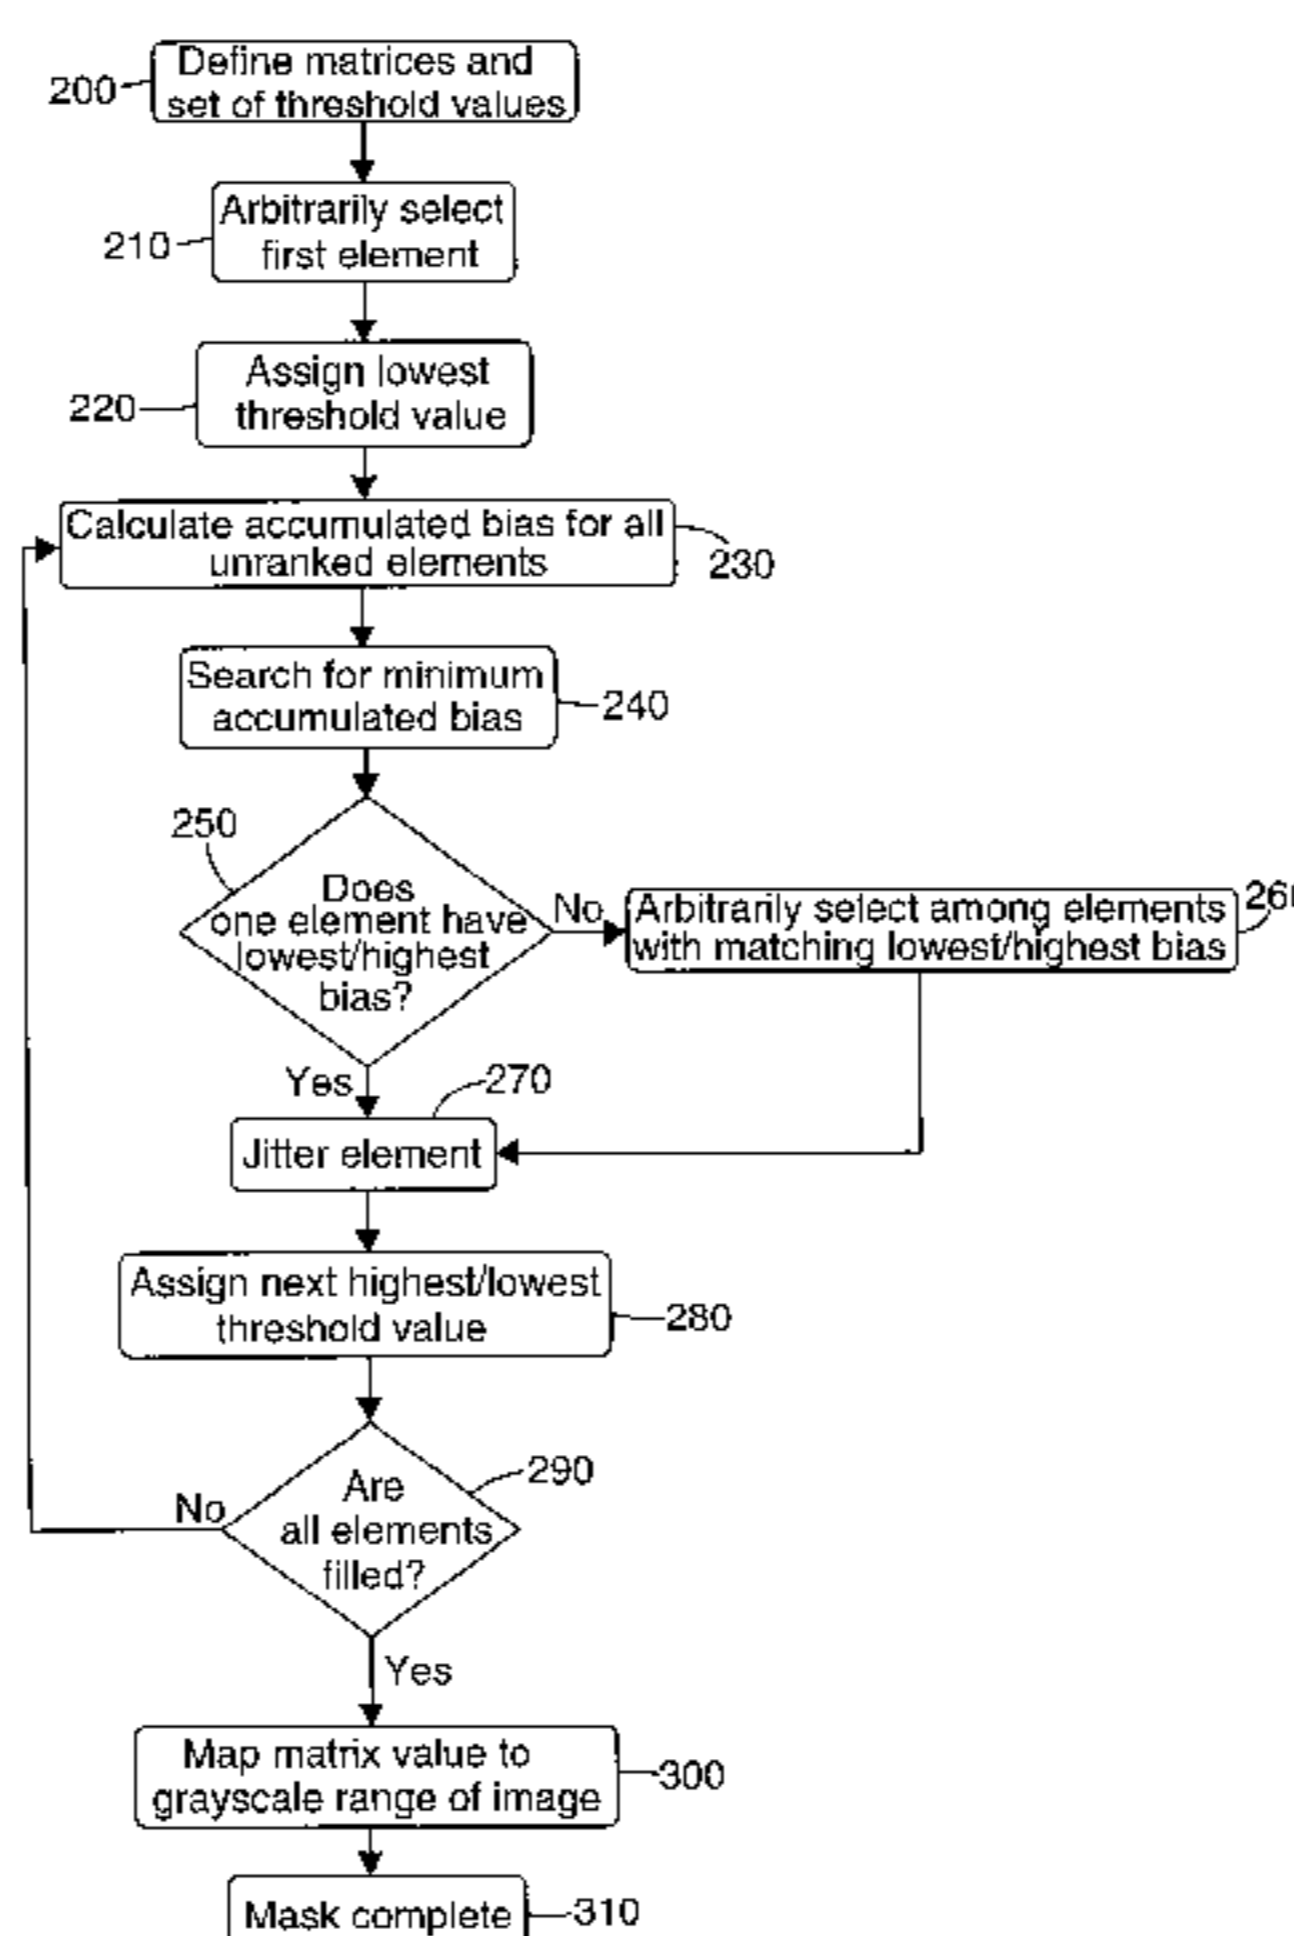 Define matrices and
set of threshold values
200
Arbitrarily select
first element
210
Assign lowest
threshold value
220
Calculate accumulated bias for all
unranked elements
230
Search for minimum
accumulated bias
240
250
Does
one element have
lowest/highest
bias?
No
Arbitrarily select among elements
with matching lowest/highest bias
260
Yes
270
Jitter element
Assign next highest/lowest
threshold value
280
290
Are
all elements
filled?
No
Yes
Map matrix value to
grayscale range of image
300
Mask complete
310